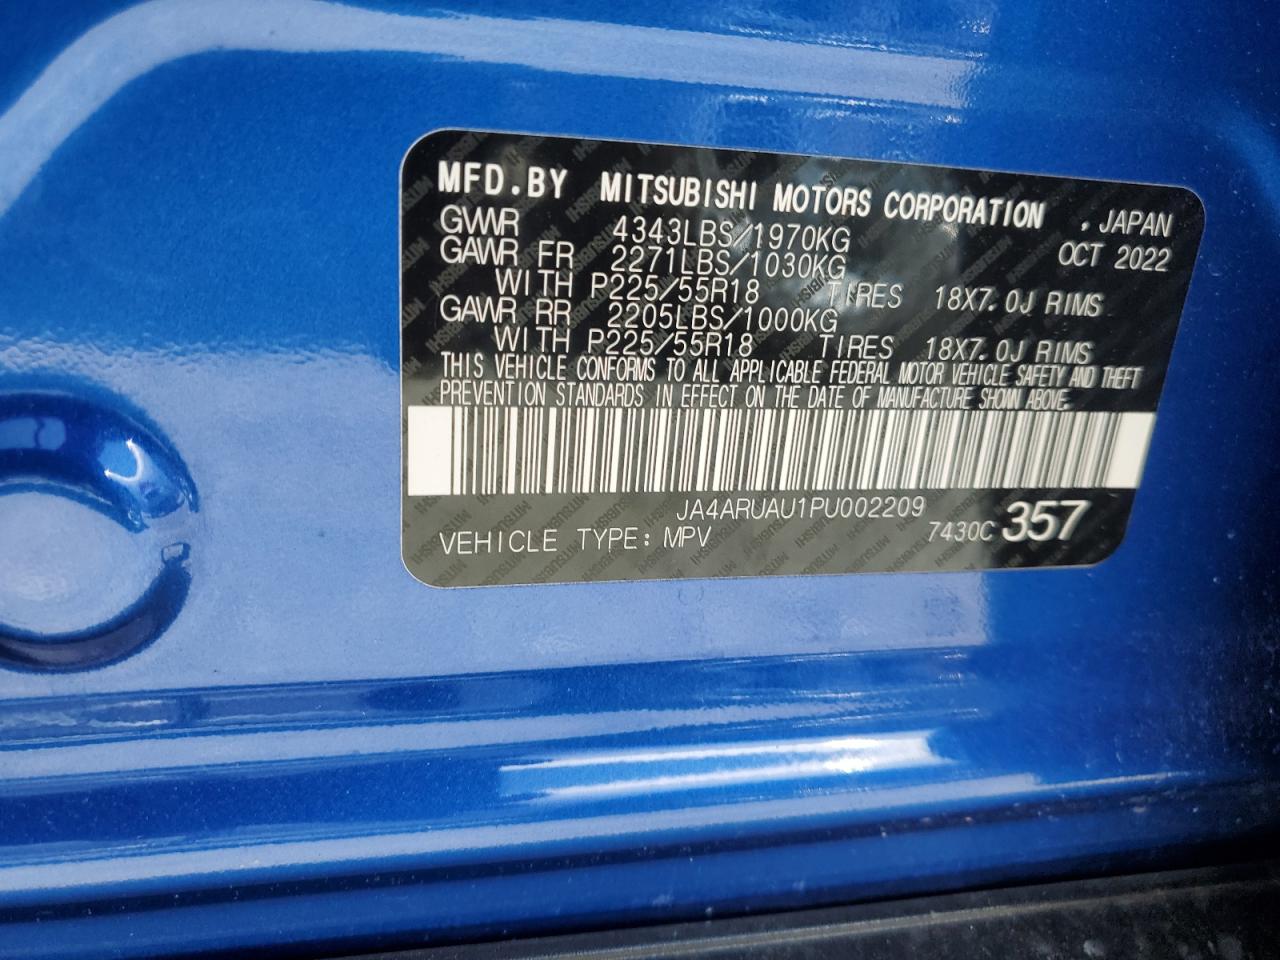 MFD.BY MITSUBISHI MOTORS CORPORATION , JAPAN
GVWR 4343LBS/1970KG OCT 2022
GAWR FR 2271LBS/1030KG
WITH P225/55R18 TIRES 18X7.0J RIMS
GAWR RR 2205LBS/1000KG
WITH P225/55R18 TIRES 18X7.0J RIMS
THIS VEHICLE CONFORMS TO ALL APPLICABLE FEDERAL MOTOR VEHICLE SAFETY AND THEFT
PREVENTION STANDARDS IN EFFECT ON THE DATE OF MANUFACTURE SHOWN ABOVE.
JA4ARUAU1PU002209
VEHICLE TYPE: MPV 7430C 357